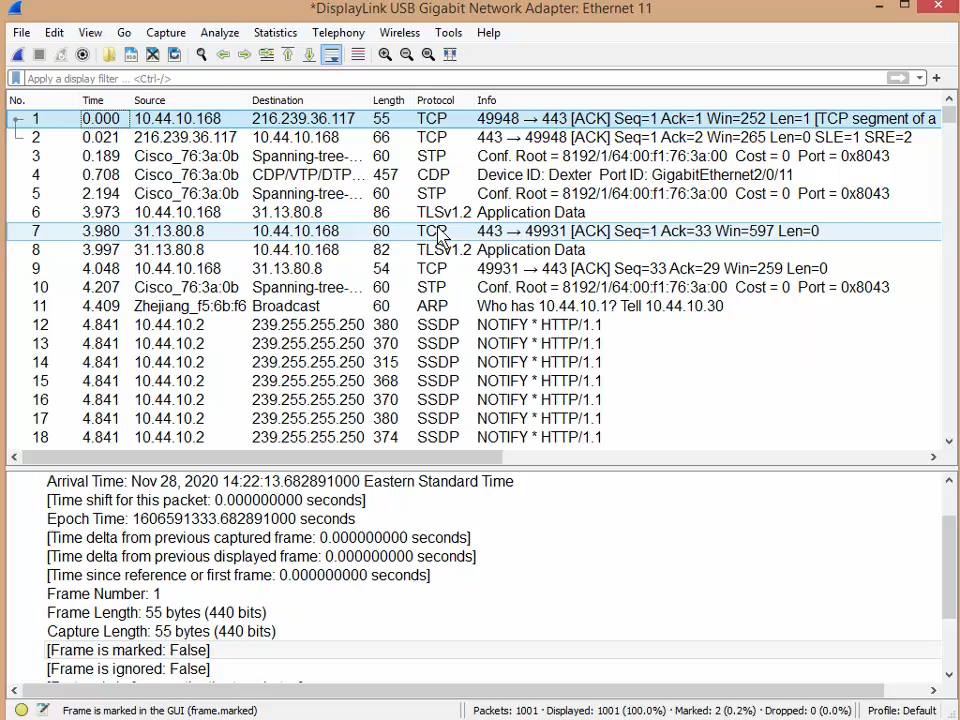 *DisplayLink USB Gigabit Network Adapter: Ethernet 11
File Edit View Go Capture Analyze Statistics Telephony Wireless Tools Help
Apply a display filter ... <Ctrl-/>
No. Time Source Destination Length Protocol Info
1 0.000 10.44.10.168 216.239.36.117 55 TCP 49948 → 443 [ACK] Seq=1 Ack=1 Win=252 Len=1 [TCP segment of a
2 0.021 216.239.36.117 10.44.10.168 66 TCP 443 → 49948 [ACK] Seq=1 Ack=2 Win=265 Len=0 SLE=1 SRE=2
3 0.189 Cisco_76:3a:0b Spanning-tree-... 60 STP Conf. Root = 8192/1/64:00:f1:76:3a:00 Cost = 0 Port = 0x8043
4 0.708 Cisco_76:3a:0b CDP/VTP/DTP... 457 CDP Device ID: Dexter Port ID: GigabitEthernet2/0/11
5 2.194 Cisco_76:3a:0b Spanning-tree-... 60 STP Conf. Root = 8192/1/64:00:f1:76:3a:00 Cost = 0 Port = 0x8043
6 3.973 10.44.10.168 31.13.80.8 86 TLSv1.2 Application Data
7 3.980 31.13.80.8 10.44.10.168 60 TCP 443 → 49931 [ACK] Seq=1 Ack=33 Win=597 Len=0
8 3.997 31.13.80.8 10.44.10.168 82 TLSv1.2 Application Data
9 4.048 10.44.10.168 31.13.80.8 54 TCP 49931 → 443 [ACK] Seq=33 Ack=29 Win=259 Len=0
10 4.207 Cisco_76:3a:0b Spanning-tree-... 60 STP Conf. Root = 8192/1/64:00:f1:76:3a:00 Cost = 0 Port = 0x8043
11 4.409 Zhejiang_f5:6b:f6 Broadcast 60 ARP Who has 10.44.10.1? Tell 10.44.10.30
12 4.841 10.44.10.2 239.255.255.250 380 SSDP NOTIFY * HTTP/1.1
13 4.841 10.44.10.2 239.255.255.250 370 SSDP NOTIFY * HTTP/1.1
14 4.841 10.44.10.2 239.255.255.250 315 SSDP NOTIFY * HTTP/1.1
15 4.841 10.44.10.2 239.255.255.250 368 SSDP NOTIFY * HTTP/1.1
16 4.841 10.44.10.2 239.255.255.250 370 SSDP NOTIFY * HTTP/1.1
17 4.841 10.44.10.2 239.255.255.250 380 SSDP NOTIFY * HTTP/1.1
18 4.841 10.44.10.2 239.255.255.250 374 SSDP NOTIFY * HTTP/1.1
Arrival Time: Nov 28, 2020 14:22:13.682891000 Eastern Standard Time
[Time shift for this packet: 0.000000000 seconds]
Epoch Time: 1606591333.682891000 seconds
[Time delta from previous captured frame: 0.000000000 seconds]
[Time delta from previous displayed frame: 0.000000000 seconds]
[Time since reference or first frame: 0.000000000 seconds]
Frame Number: 1
Frame Length: 55 bytes (440 bits)
Capture Length: 55 bytes (440 bits)
[Frame is marked: False]
[Frame is ignored: False]
Frame is marked in the GUI (frame.marked) Packets: 1001 · Displayed: 1001 (100.0%) · Marked: 2 (0.2%) · Dropped: 0 (0.0%) Profile: Default